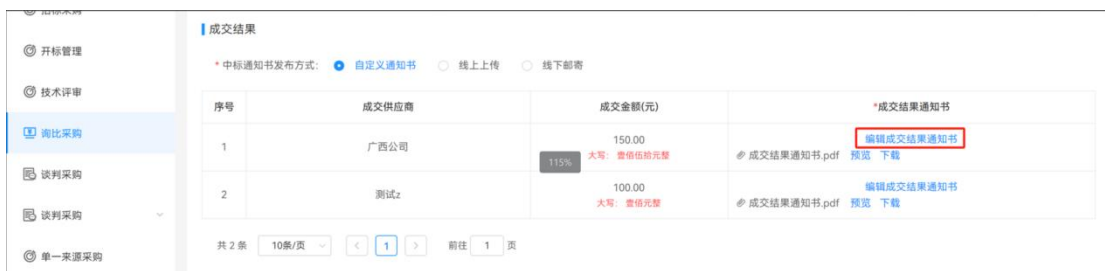 招标采购
开标管理
技术评审
询比采购
谈判采购
谈判采购
单一来源采购
成交结果
* 中标通知书发布方式： 自定义通知书 线上上传 线下邮寄
序号 成交供应商 成交金额(元) *成交结果通知书
1 广西公司 150.00 大写： 壹佰伍拾元整 编辑成交结果通知书
成交结果通知书.pdf 预览 下载
115%
2 测试z 100.00 大写： 壹佰元整 编辑成交结果通知书
成交结果通知书.pdf 预览 下载
共 2 条 10条/页 < 1 > 前往 1 页